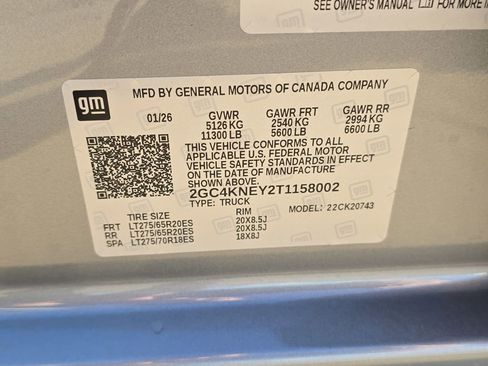 SEE OWNER'S MANUAL
FOR MORE
gm
MFD BY GENERAL MOTORS OF CANADA COMPANY
01/26 GVWR GAWR FRT GAWR RR
5126 KG 2540 KG 2994 KG
11300 LB 5600 LB 6600 LB
THIS VEHICLE CONFORMS TO ALL
APPLICABLE U.S. FEDERAL MOTOR
VEHICLE SAFETY STANDARDS IN EFFECT
ON THE DATE OF MANUFACTURE
SHOWN ABOVE.
2GC4KNEY2T1158002
TYPE: TRUCK MODEL: 22CK20743
TIRE SIZE RIM
FRT LT275/65R20ES 20X8.5J
RR LT275/65R20ES 20X8.5J
SPA LT275/70R18ES 18X8J